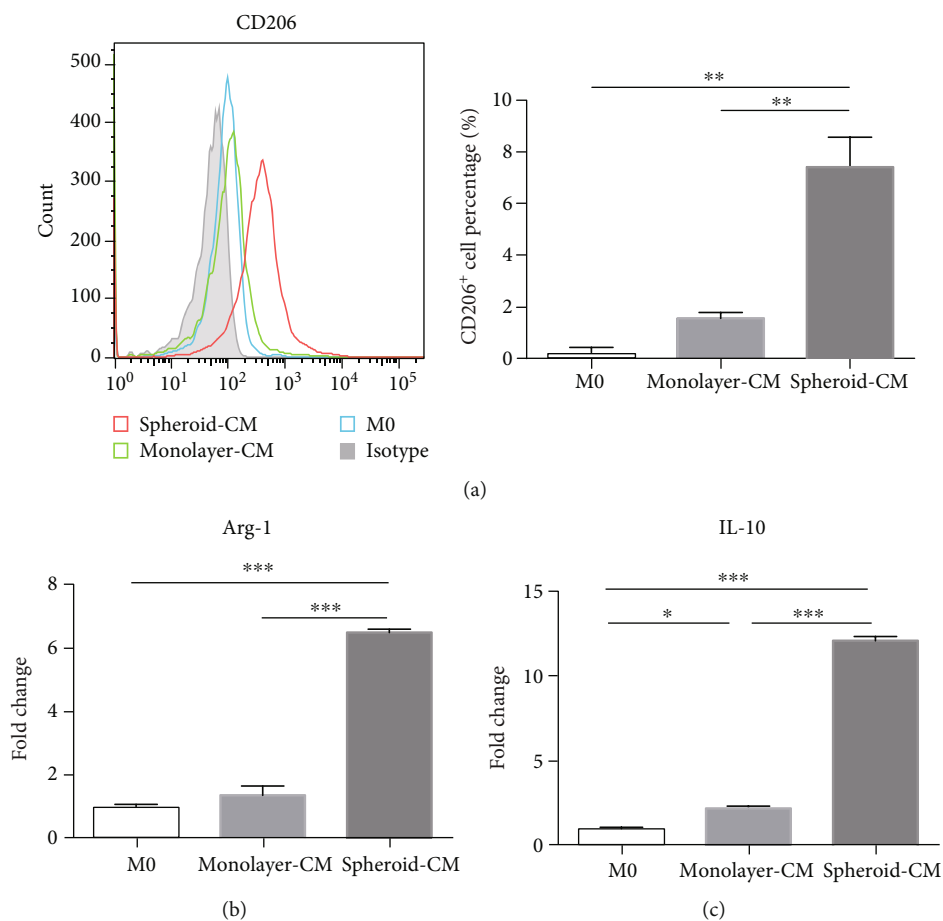 CD206
500
400
300
200
100
0
Count
10⁰ 10¹ 10² 10³ 10⁴ 10⁵
Spheroid-CM
M0
Monolayer-CM
Isotype
**
**
10
8
6
4
2
0
CD206⁺ cell percentage (%)
M0 Monolayer-CM Spheroid-CM
(a)
Arg-1
***
***
8
6
4
2
0
Fold change
M0 Monolayer-CM Spheroid-CM
(b)
IL-10
***
* ***
15
10
5
0
Fold change
M0 Monolayer-CM Spheroid-CM
(c)